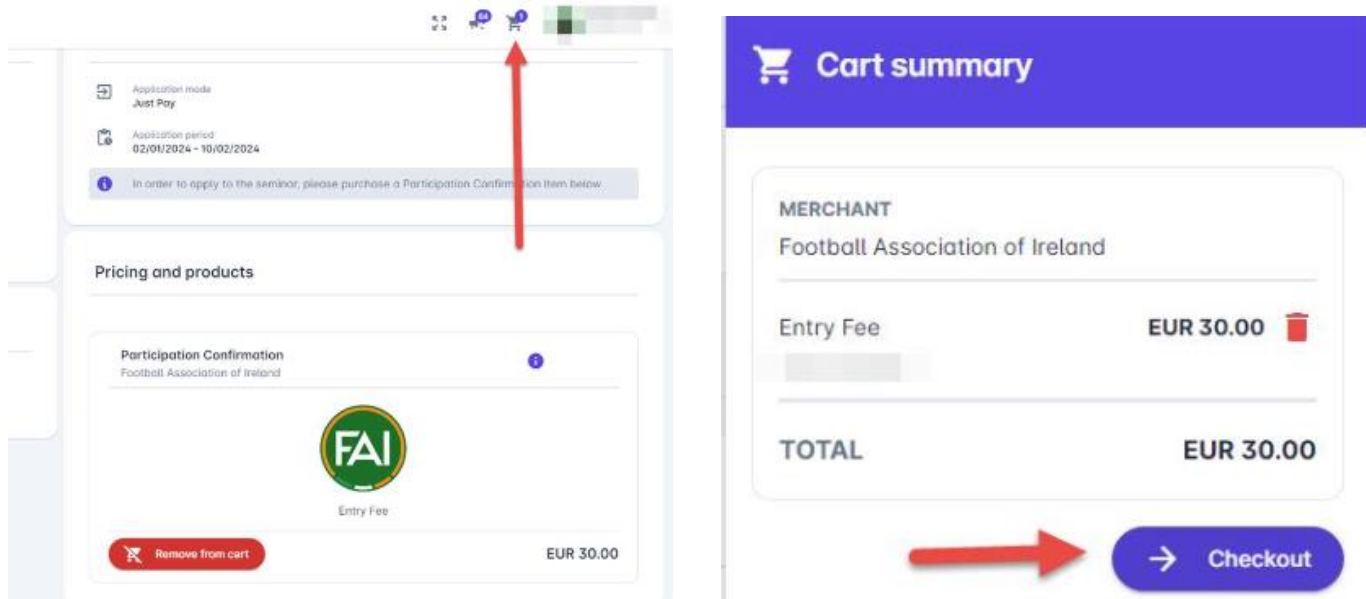 64
1
Application mode
Just Pay
Application period
02/01/2024 - 10/02/2024
In order to apply to the seminar, please purchase a Participation Confirmation item below
Pricing and products
Participation Confirmation
Football Association of Ireland
FAI
Entry Fee
Remove from cart
EUR 30.00
Cart summary
MERCHANT
Football Association of Ireland
Entry Fee EUR 30.00
TOTAL EUR 30.00
Checkout